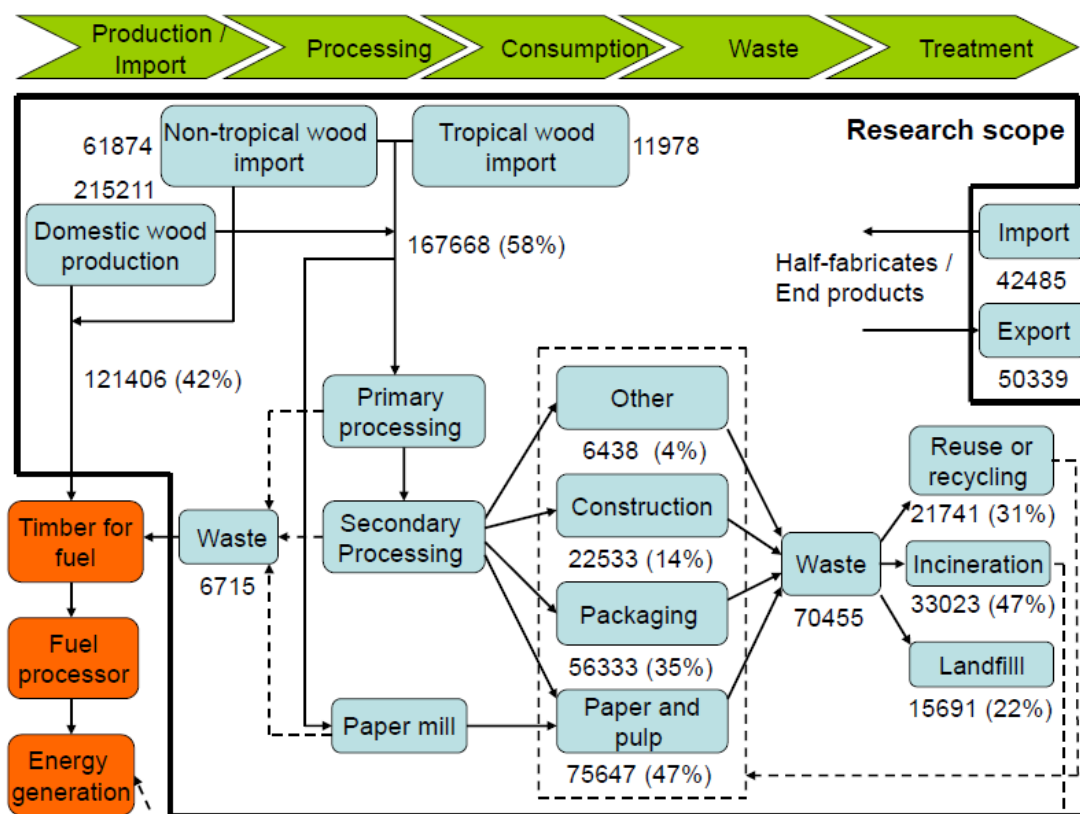 Production /
Import
Processing
Consumption
Waste
Treatment
Research scope
61874
Non-tropical wood
import
Tropical wood
import
11978
215211
Domestic wood
production
167668 (58%)
Import
42485
Half-fabricates /
End products
Export
50339
121406 (42%)
Primary
processing
Other
6438 (4%)
Reuse or
recycling
21741 (31%)
Timber for
fuel
Waste
6715
Secondary
Processing
Construction
22533 (14%)
Waste
70455
Incineration
33023 (47%)
Fuel
processor
Packaging
56333 (35%)
Landfilll
15691 (22%)
Energy
generation
Paper mill
Paper and
pulp
75647 (47%)